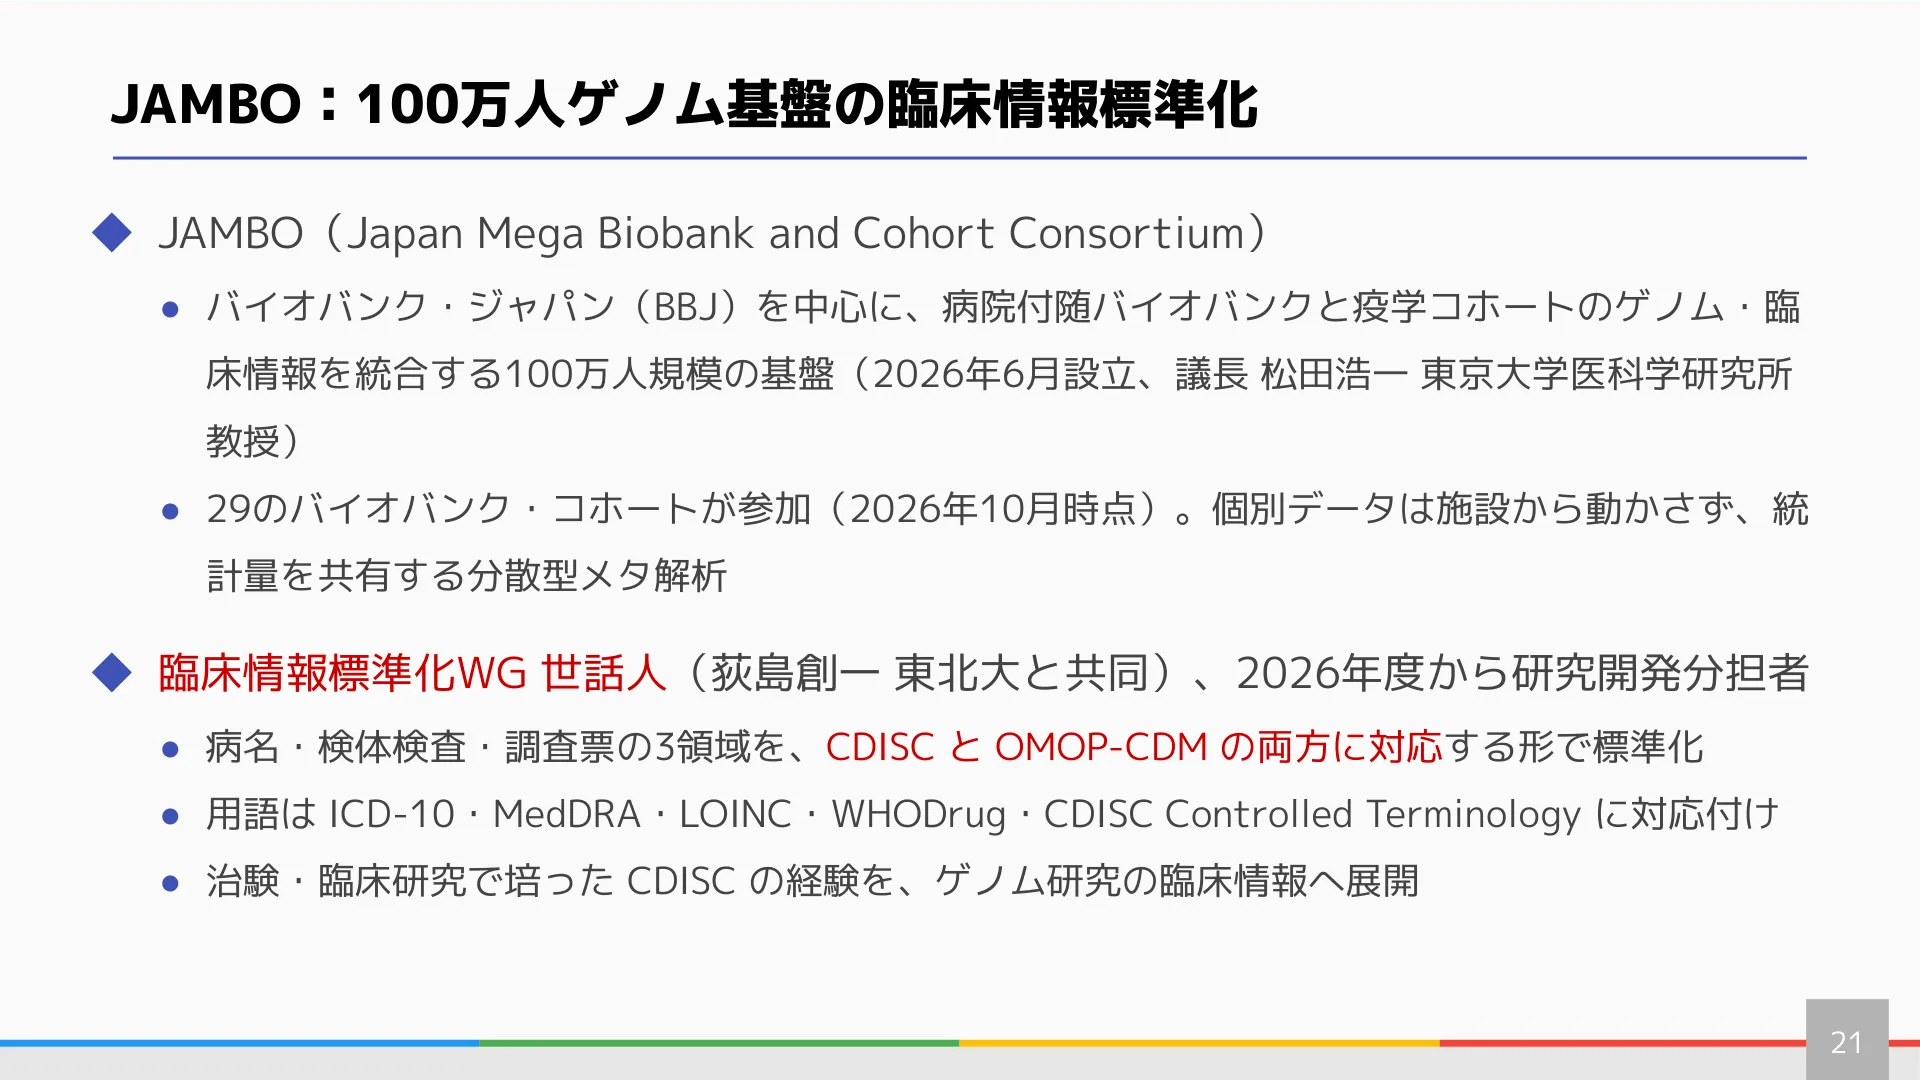 JAMBO：100万人ゲノム基盤の臨床情報標準化
JAMBO（Japan Mega Biobank and Cohort Consortium）
バイオバンク・ジャパン（BBJ）を中心に、病院付随バイオバンクと疫学コホートのゲノム・臨
床情報を統合する100万人規模の基盤（2026年6月設立、議長 松田浩一 東京大学医科学研究所
教授）
29のバイオバンク・コホートが参加（2026年10月時点）。個別データは施設から動かさず、統
計量を共有する分散型メタ解析
臨床情報標準化WG 世話人（荻島創一 東北大と共同）、2026年度から研究開発分担者
病名・検体検査・調査票の3領域を、CDISC と OMOP-CDM の両方に対応する形で標準化
用語は ICD-10・MedDRA・LOINC・WHODrug・CDISC Controlled Terminology に対応付け
治験・臨床研究で培った CDISC の経験を、ゲノム研究の臨床情報へ展開
21